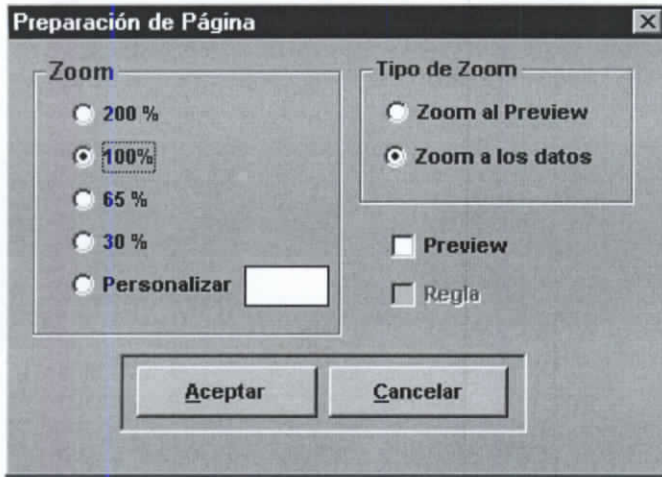 Preparación de Página
Zoom
200 %
100%
65 %
30 %
Personalizar
Tipo de Zoom
Zoom al Preview
Zoom a los datos
Preview
Regla
Aceptar
Cancelar